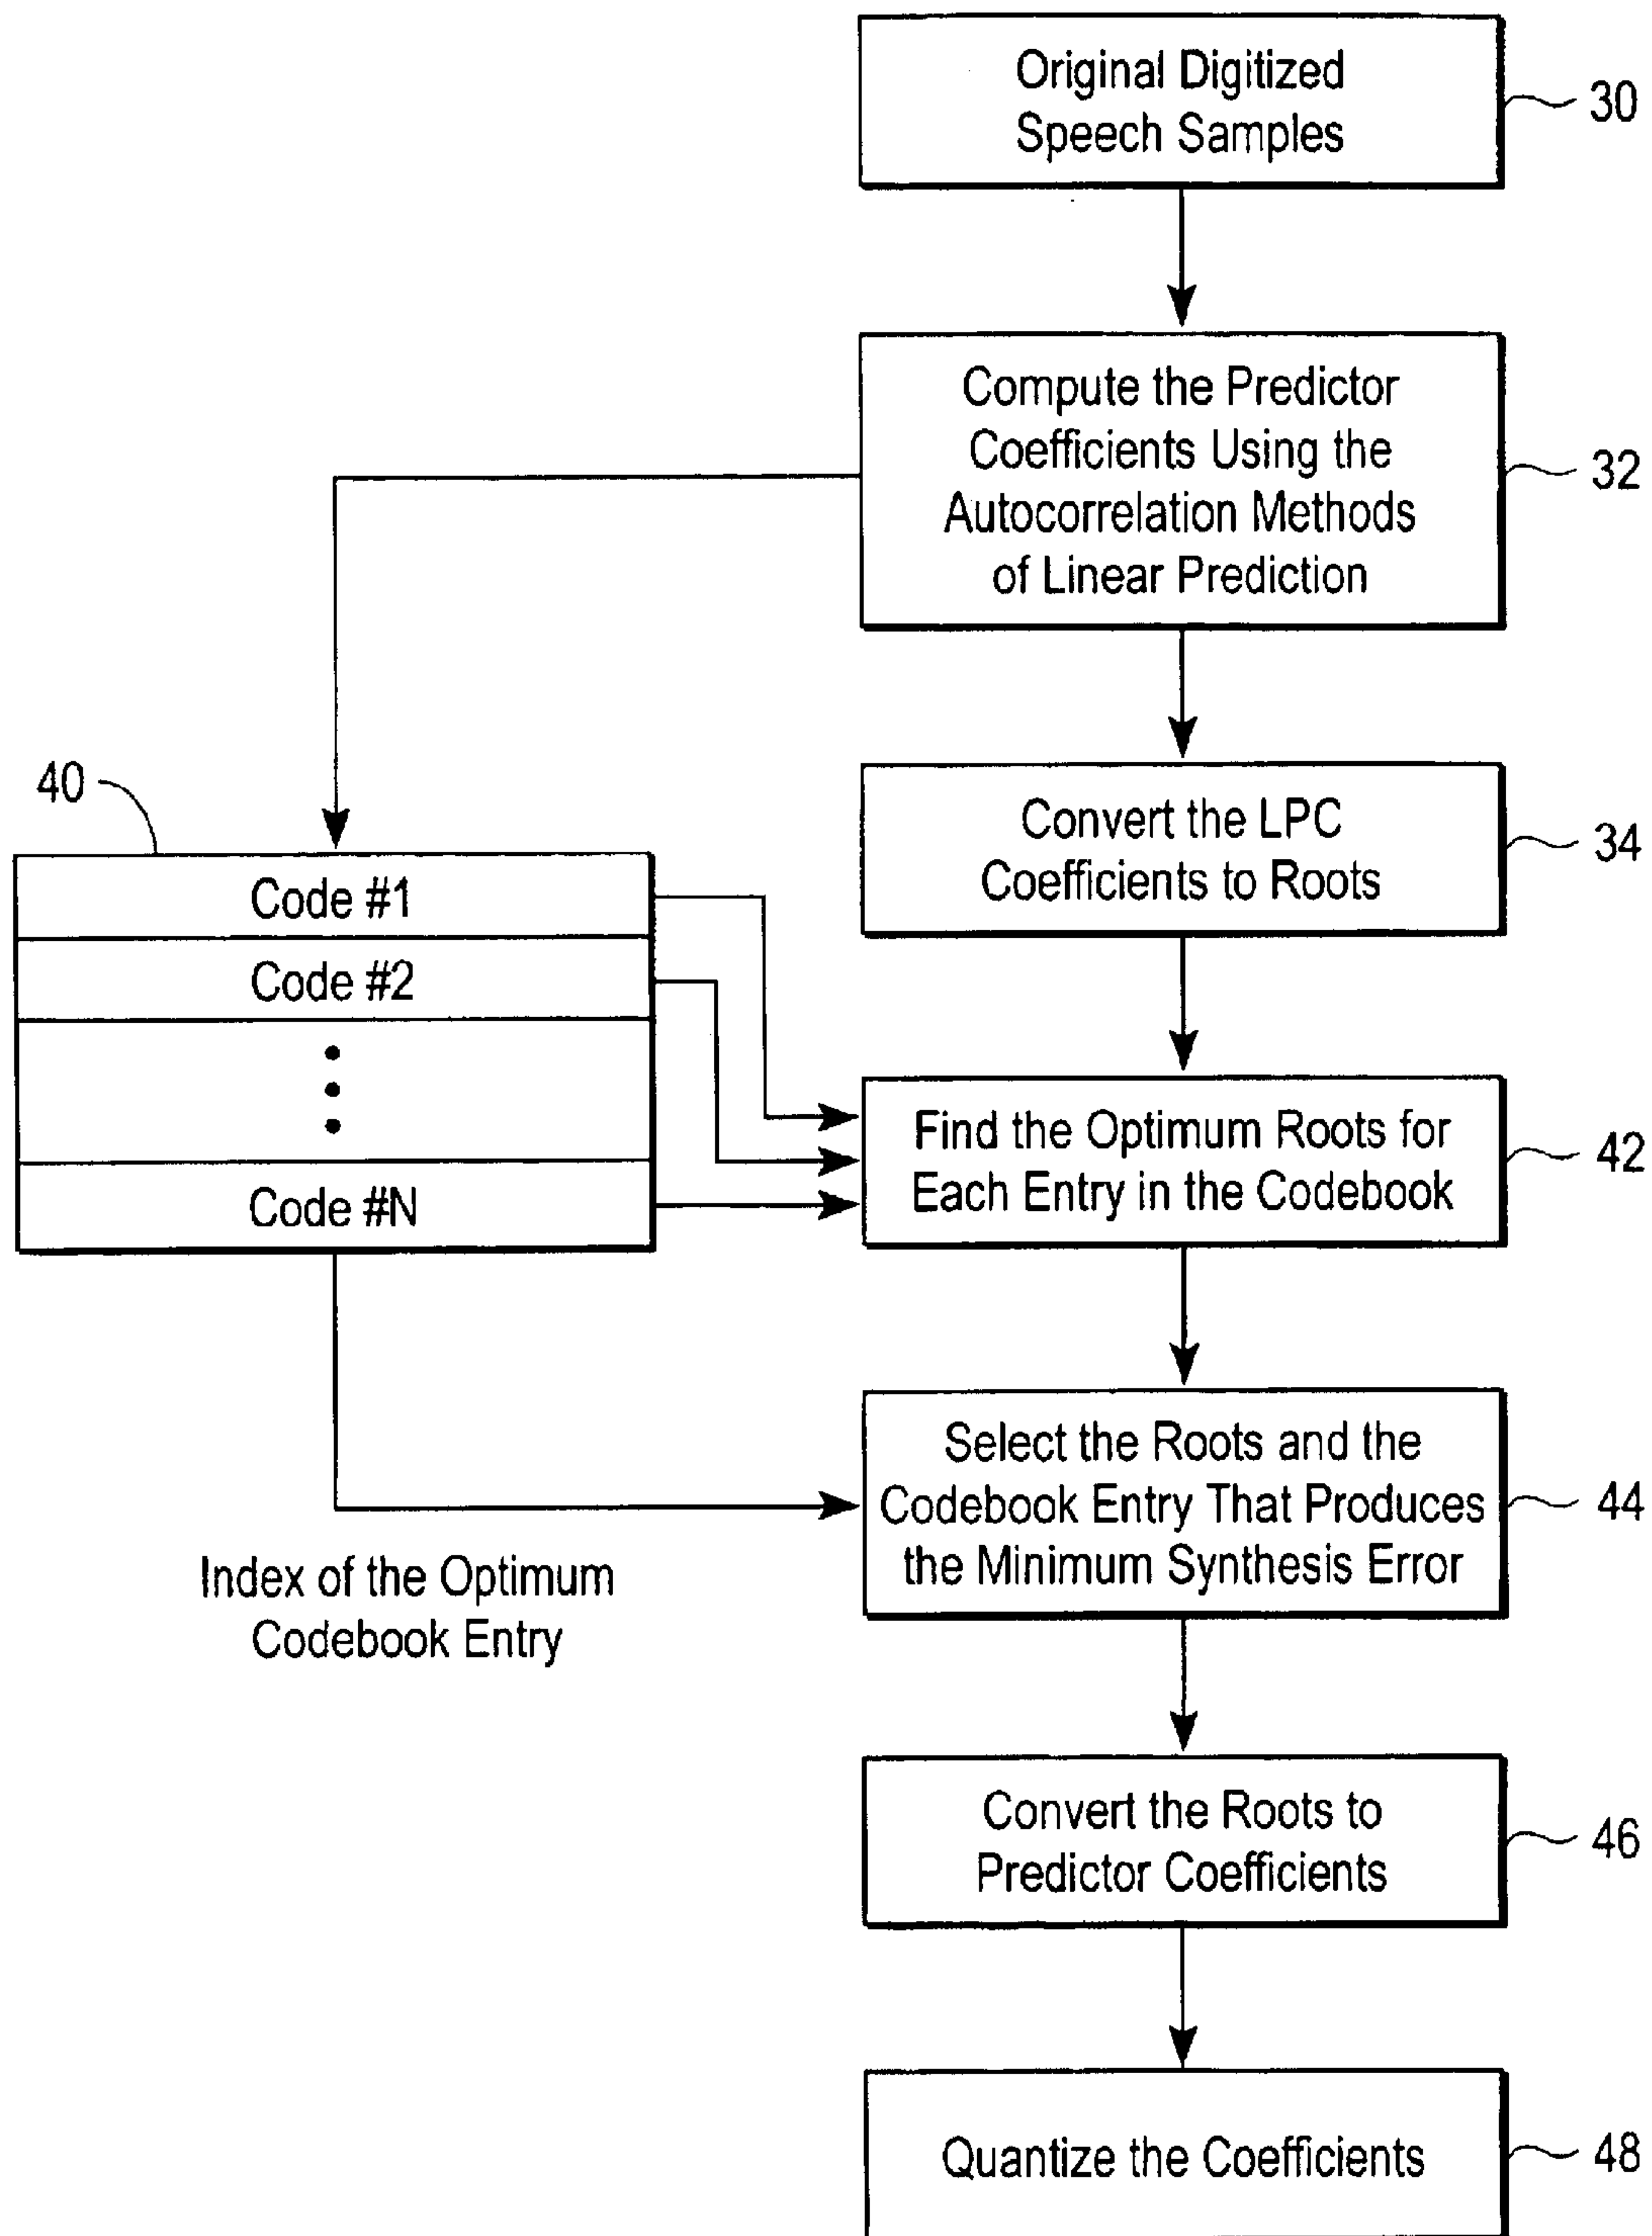 Original Digitized
Speech Samples
30
Compute the Predictor
Coefficients Using the
Autocorrelation Methods
of Linear Prediction
32
Convert the LPC
Coefficients to Roots
34
40
Code #1
Code #2
Code #N
Find the Optimum Roots for
Each Entry in the Codebook
42
Select the Roots and the
Codebook Entry That Produces
the Minimum Synthesis Error
44
Index of the Optimum
Codebook Entry
Convert the Roots to
Predictor Coefficients
46
Quantize the Coefficients
48